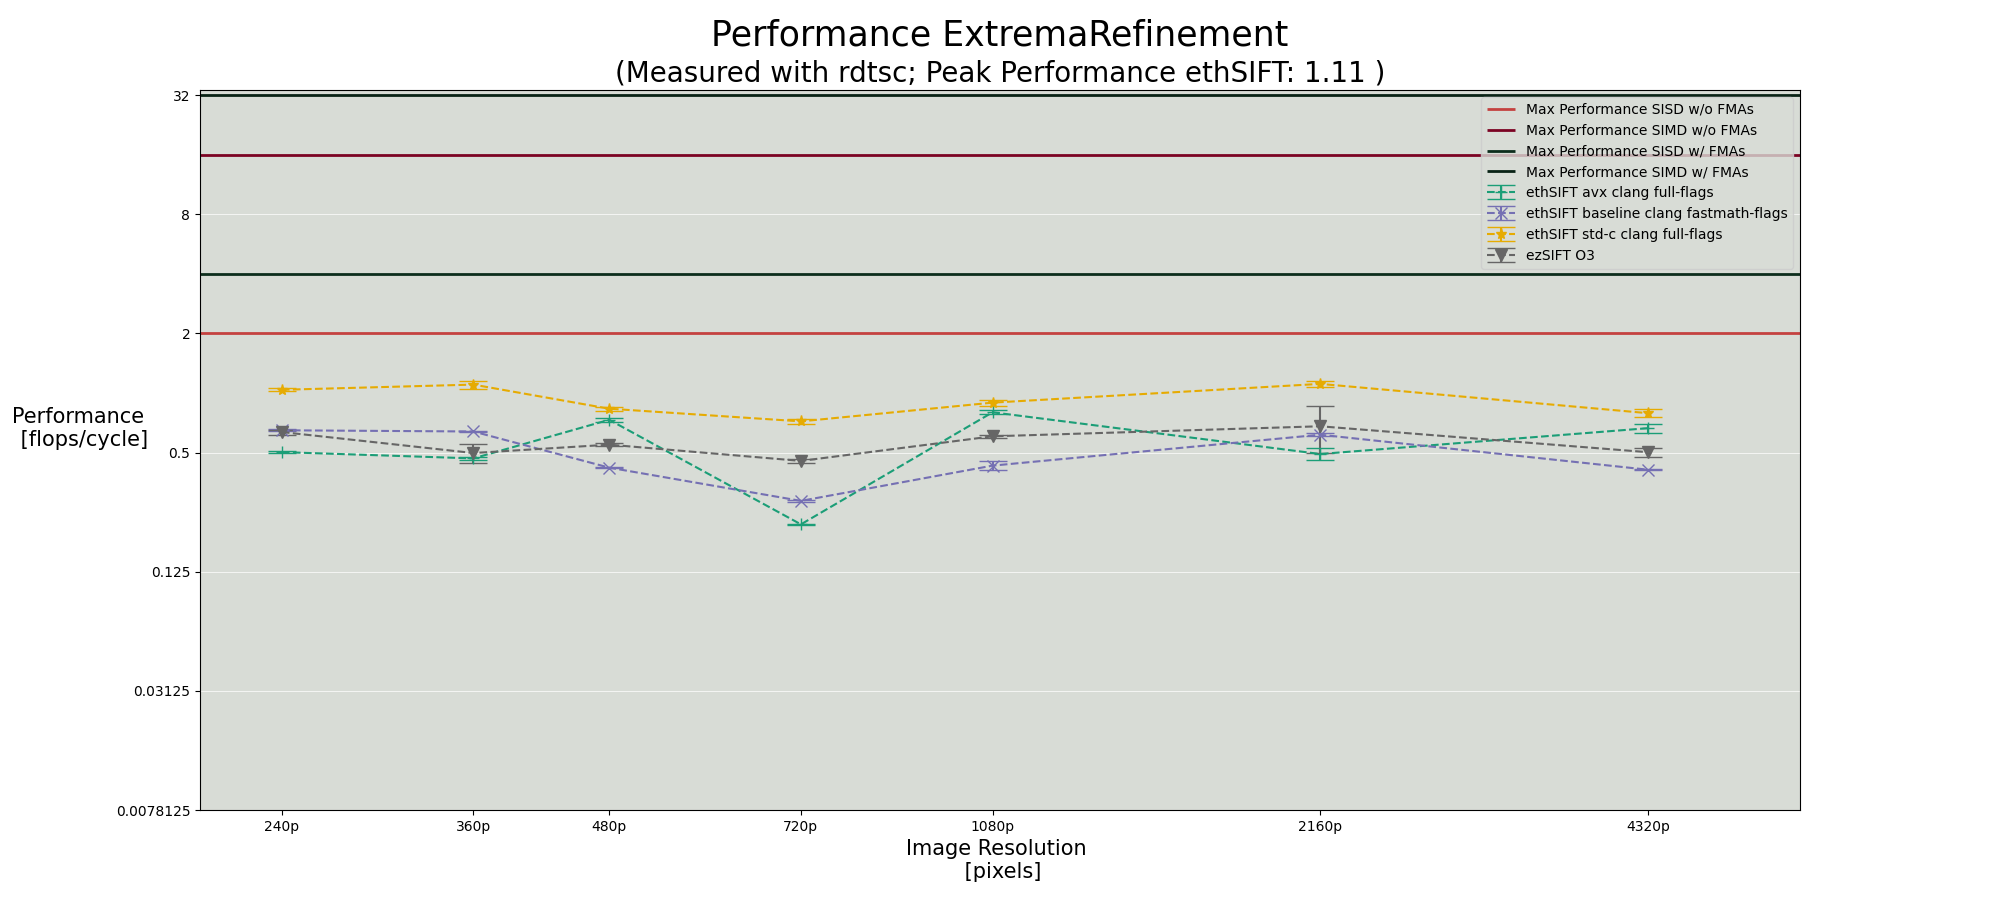 Performance ExtremaRefinement
(Measured with rdtsc; Peak Performance ethSIFT: 1.11 )
32
8
2
0.5
0.125
0.03125
0.0078125
Performance
[flops/cycle]
Max Performance SISD w/o FMAs
Max Performance SIMD w/o FMAs
Max Performance SISD w/ FMAs
Max Performance SIMD w/ FMAs
ethSIFT avx clang full-flags
ethSIFT baseline clang fastmath-flags
ethSIFT std-c clang full-flags
ezSIFT O3
240p 360p 480p 720p 1080p 2160p 4320p
Image Resolution
[pixels]